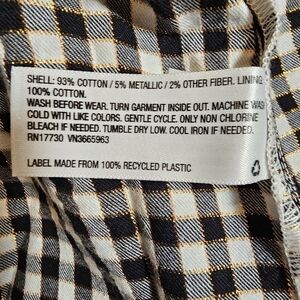 SHELL: 93% COTTON / 5% METALLIC / 2% OTHER FIBER. LINING
100% COTTON.
WASH BEFORE WEAR. TURN GARMENT INSIDE OUT. MACHINE WAS
COLD WITH LIKE COLORS. GENTLE CYCLE. ONLY NON CHLORINE
BLEACH IF NEEDED. TUMBLE DRY LOW. COOL IRON IF NEEDED.
RN17730 VN3665963
LABEL MADE FROM 100% RECYCLED PLASTIC